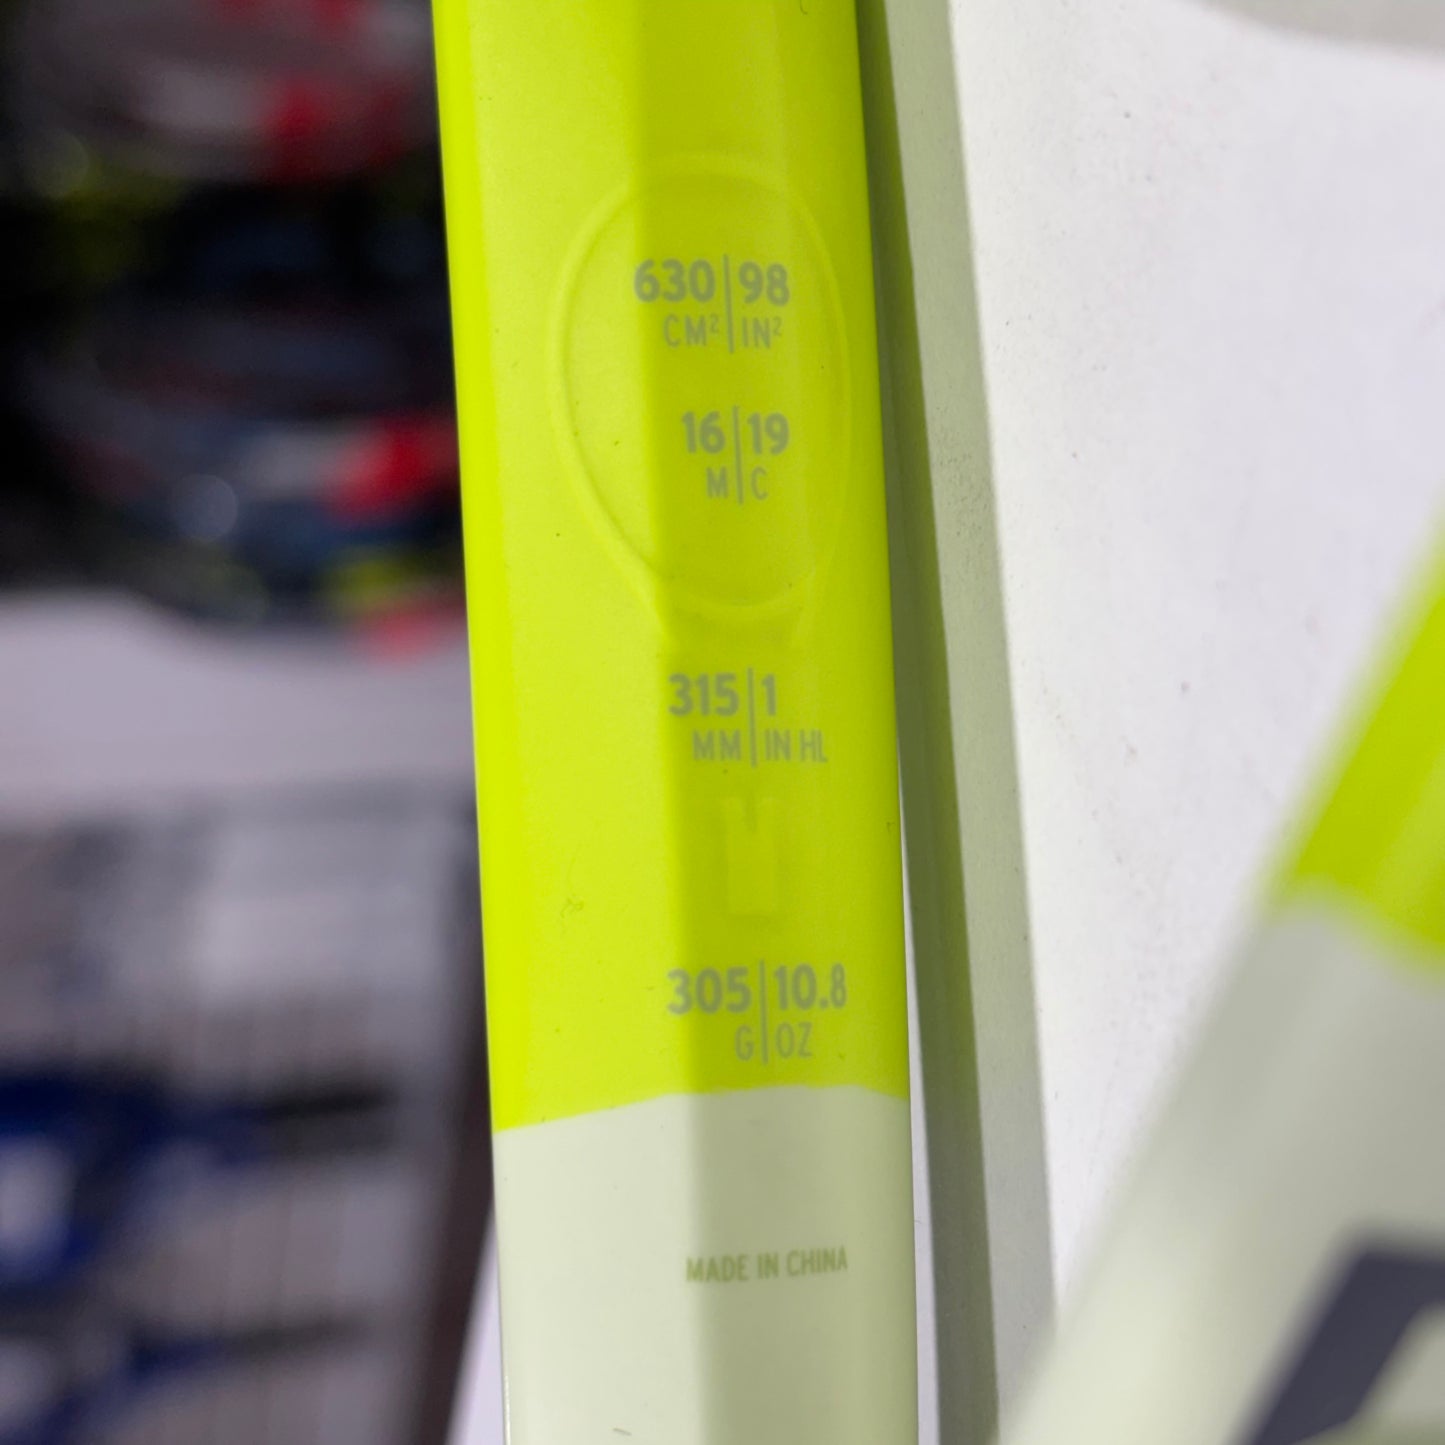 630|98
CM²|IN²
16|19
M|C
315|1
MM|IN HL
305|10.8
G|OZ
MADE IN CHINA